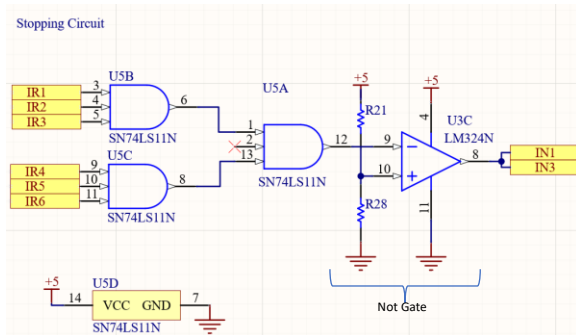 Stopping Circuit
U5B
IR1 3
IR2 4 6
IR3 5
SN74LS11N
U5C
IR4 9
IR5 10 8
IR6 11
SN74LS11N
U5A
1
2 12
13
SN74LS11N
+5
R21
R28
+5
4
U3C
LM324N
9
10
8
11
IN1
IN3
+5
U5D
14 VCC GND 7
SN74LS11N
Not Gate